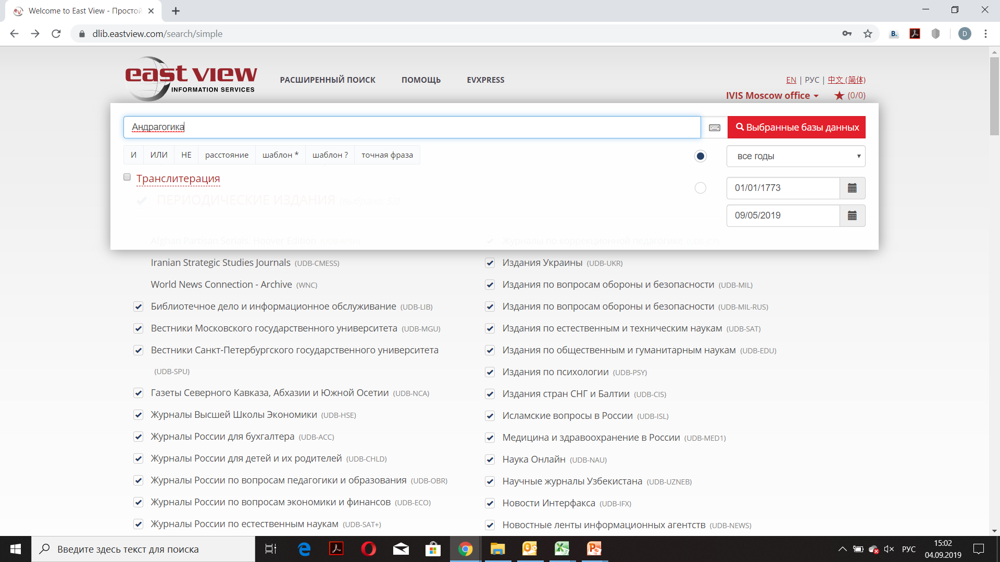 Welcome to East View - Простой
dlib.eastview.com/search/simple
B.
D
east view
INFORMATION SERVICES
РАСШИРЕННЫЙ ПОИСК
ПОМОЩЬ
EVXPRESS
EN | РУС | 中文 (简体)
IVIS Moscow office
(0/0)
Андрагогика
Выбранные базы данных
И
ИЛИ
НЕ
расстояние
шаблон *
шаблон ?
точная фраза
все годы
Транслитерация
01/01/1773
ПЕРИОДИЧЕСКИЕ ИЗДАНИЯ (выбрано: 53)
09/05/2019
Afghan Partisan Serials, Hoover Edition (UDB-APSH)
Журналы по коррекционной педагогике
Iranian Strategic Studies Journals (UDB-CMESS)
Издания Украины (UDB-UKR)
World News Connection - Archive (WNC)
Издания по вопросам обороны и безопасности (UDB-MIL)
Библиотечное дело и информационное обслуживание (UDB-LIB)
Издания по вопросам обороны и безопасности (UDB-MIL-RUS)
Вестники Московского государственного университета (UDB-MGU)
Издания по естественным и техническим наукам (UDB-SAT)
Вестники Санкт-Петербургского государственного университета
(UDB-SPU)
Издания по общественным и гуманитарным наукам (UDB-EDU)
Издания по психологии (UDB-PSY)
Газеты Северного Кавказа, Абхазии и Южной Осетии (UDB-NCA)
Издания стран СНГ и Балтии (UDB-CIS)
Журналы Высшей Школы Экономики (UDB-HSE)
Исламские вопросы в России (UDB-ISL)
Журналы России для бухгалтера (UDB-ACC)
Медицина и здравоохранение в России (UDB-MED1)
Журналы России для детей и их родителей (UDB-CHLD)
Наука Онлайн (UDB-NAU)
Журналы России по вопросам педагогики и образования (UDB-OBR)
Научные журналы Узбекистана (UDB-UZNEB)
Журналы России по вопросам экономики и финансов (UDB-ECO)
Новости Интерфакса (UDB-IFX)
Журналы России по естественным наукам (UDB-SAT+)
Новостные ленты информационных агентств (UDB-NEWS)
Введите здесь текст для поиска
РУС
15:02
04.09.2019